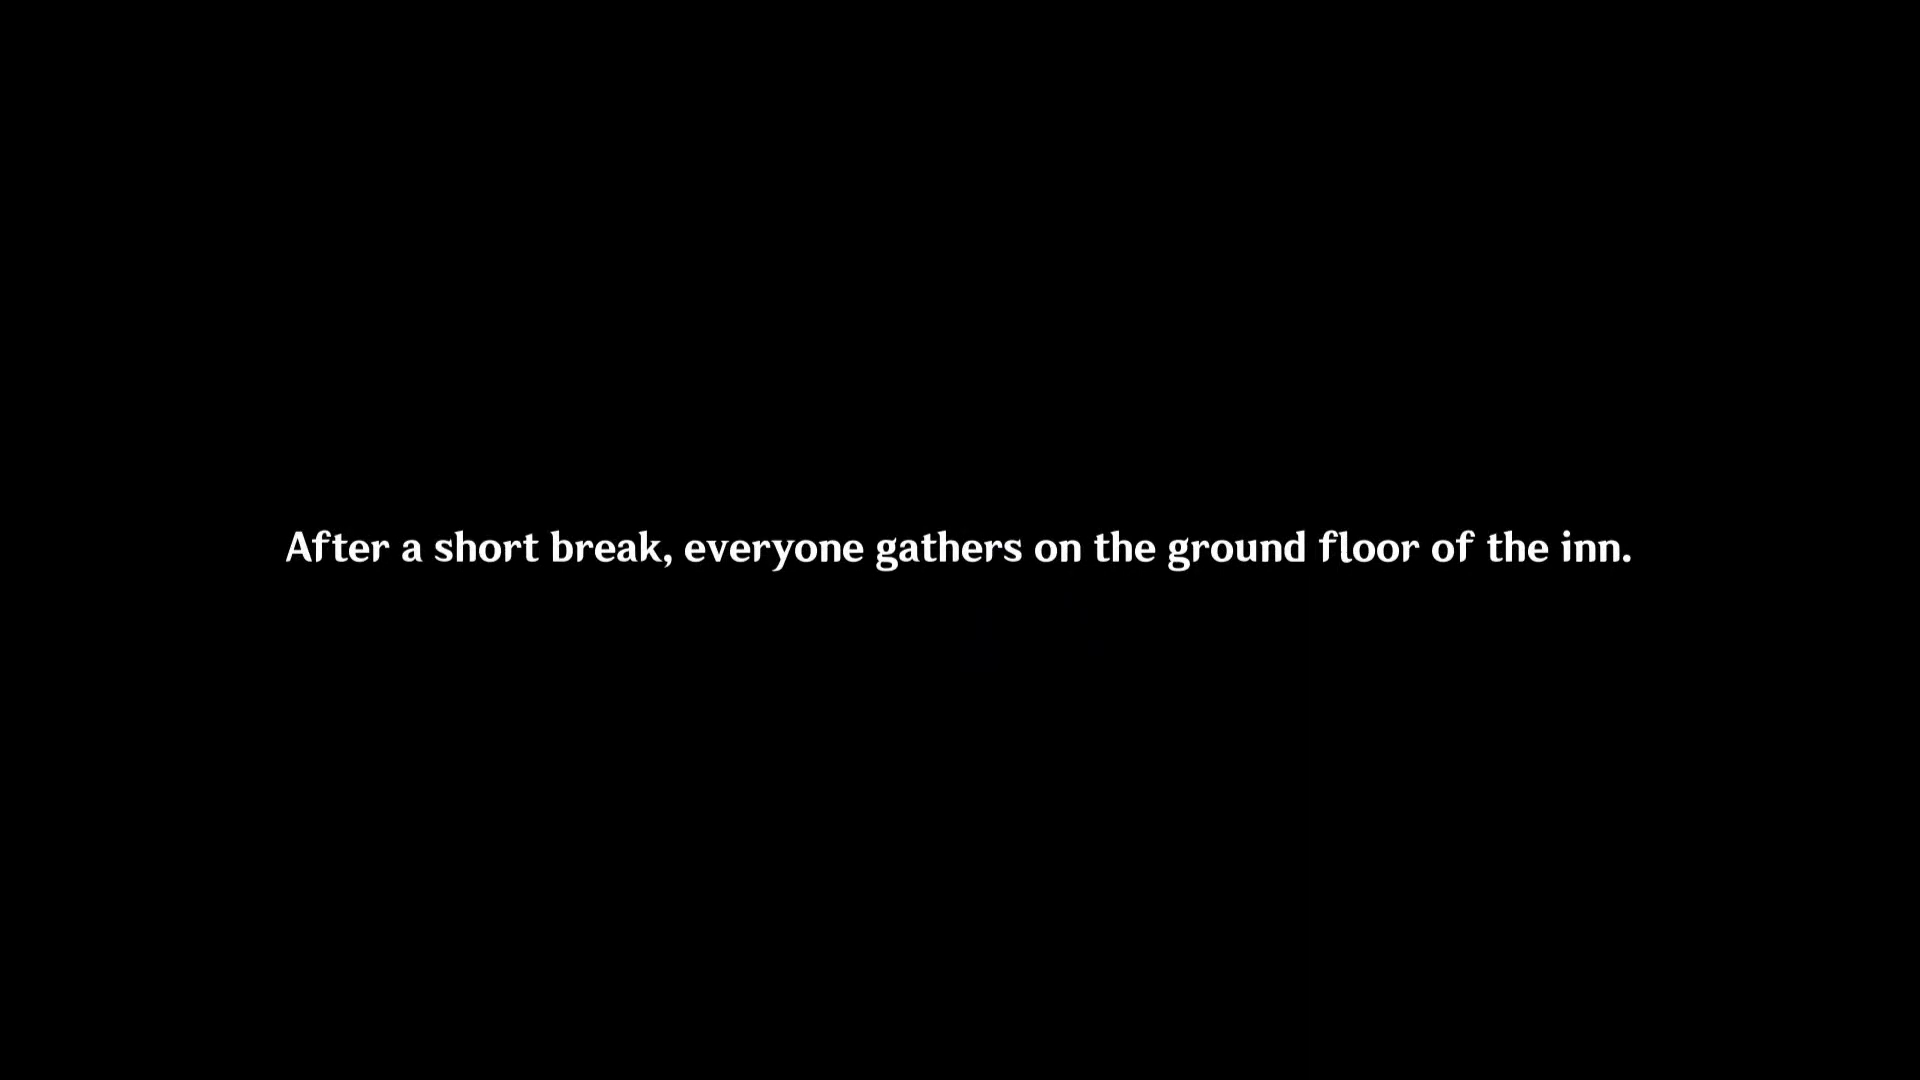 After a short break, everyone gathers on the ground floor of the inn.